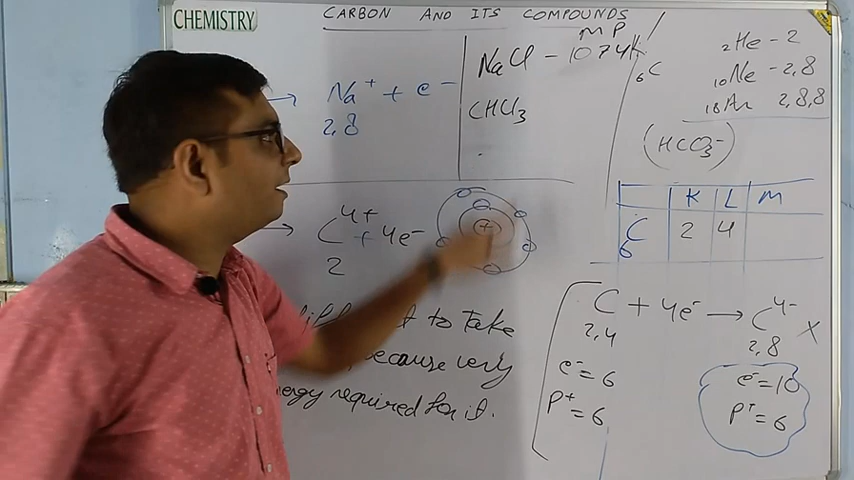 CHEMISTRY
CARBON AND ITS COMPOUNDS
MP
→ Na⁺ + e⁻
2,8
NaCl - 1074K
CHCl₃
₆C
₂He - 2
₁₀Ne - 2,8
₁₈Ar 2,8,8
(HCO₃⁻)
K L M
₆C 2 4
→ C⁴⁺ + 4e⁻
2
+
to take
because very
energy required for it.
C + 4e⁻ → C⁴⁻ X
2,4 2,8
e⁻ = 6 e⁻ = 10
P⁺ = 6 P⁺ = 6